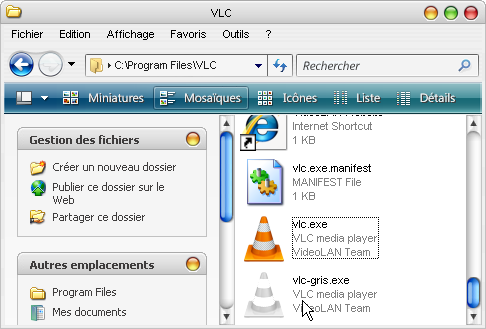 VLC
Fichier Edition Affichage Favoris Outils ?
C:\Program Files\VLC
Rechercher
Miniatures Mosaïques Icônes Liste Détails
Gestion des fichiers
Créer un nouveau dossier
Publier ce dossier sur le
Web
Partager ce dossier
Autres emplacements
Program Files
Mes documents
Internet Shortcut
1 KB
vlc.exe.manifest
MANIFEST File
1 KB
vlc.exe
VLC media player
VideoLAN Team
vlc-gris.exe
VLC media player
VideoLAN Team